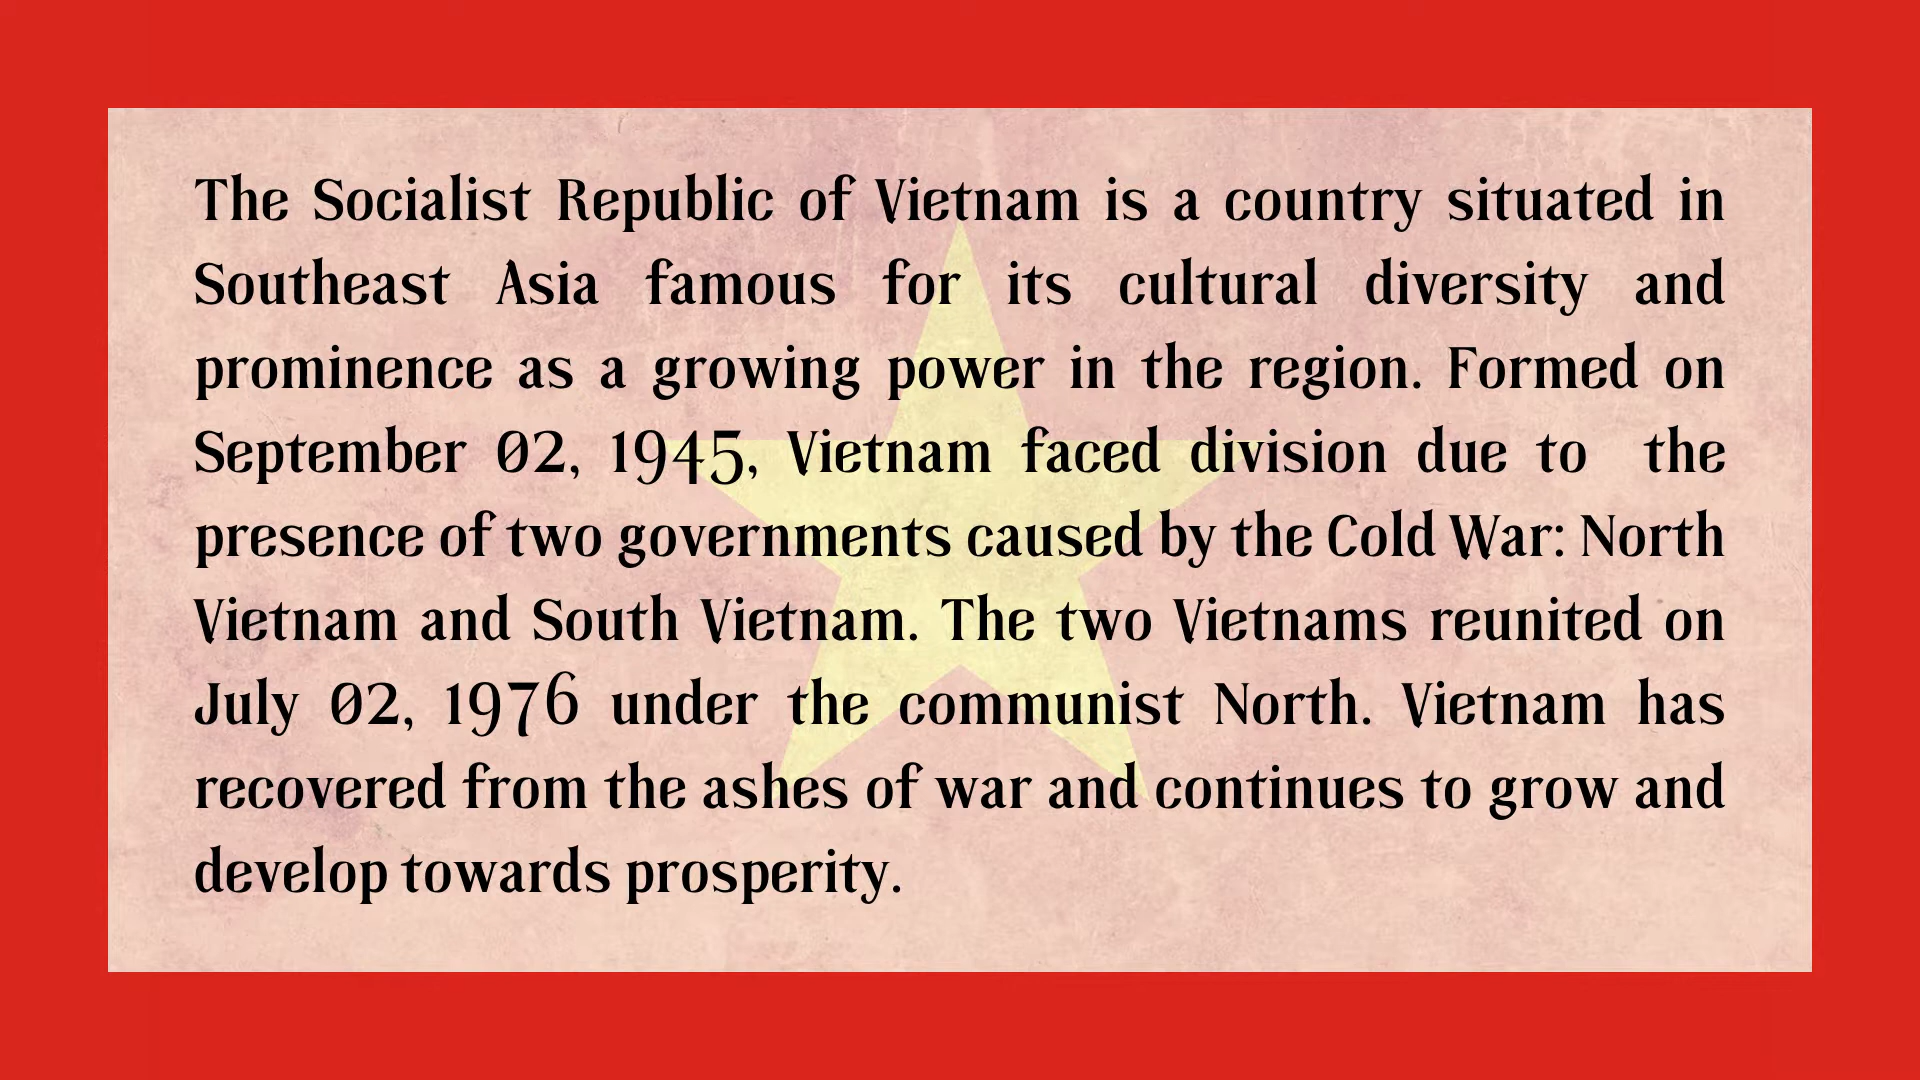 The Socialist Republic of Vietnam is a country situated in
Southeast Asia famous for its cultural diversity and
prominence as a growing power in the region. Formed on
September 02, 1945, Vietnam faced division due to the
presence of two governments caused by the Cold War: North
Vietnam and South Vietnam. The two Vietnams reunited on
July 02, 1976 under the communist North. Vietnam has
recovered from the ashes of war and continues to grow and
develop towards prosperity.